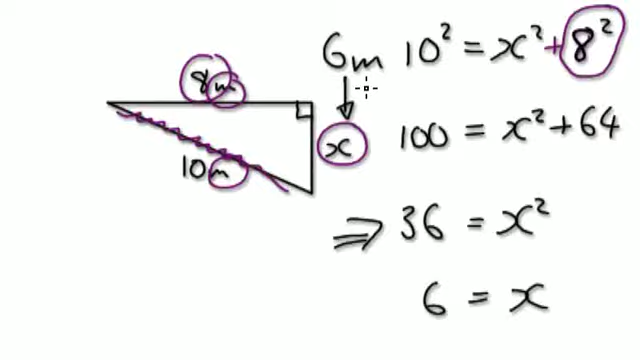 6m 10² = x² + 8²
8m
x
10m
100 = x² + 64
⇒ 36 = x²
6 = x